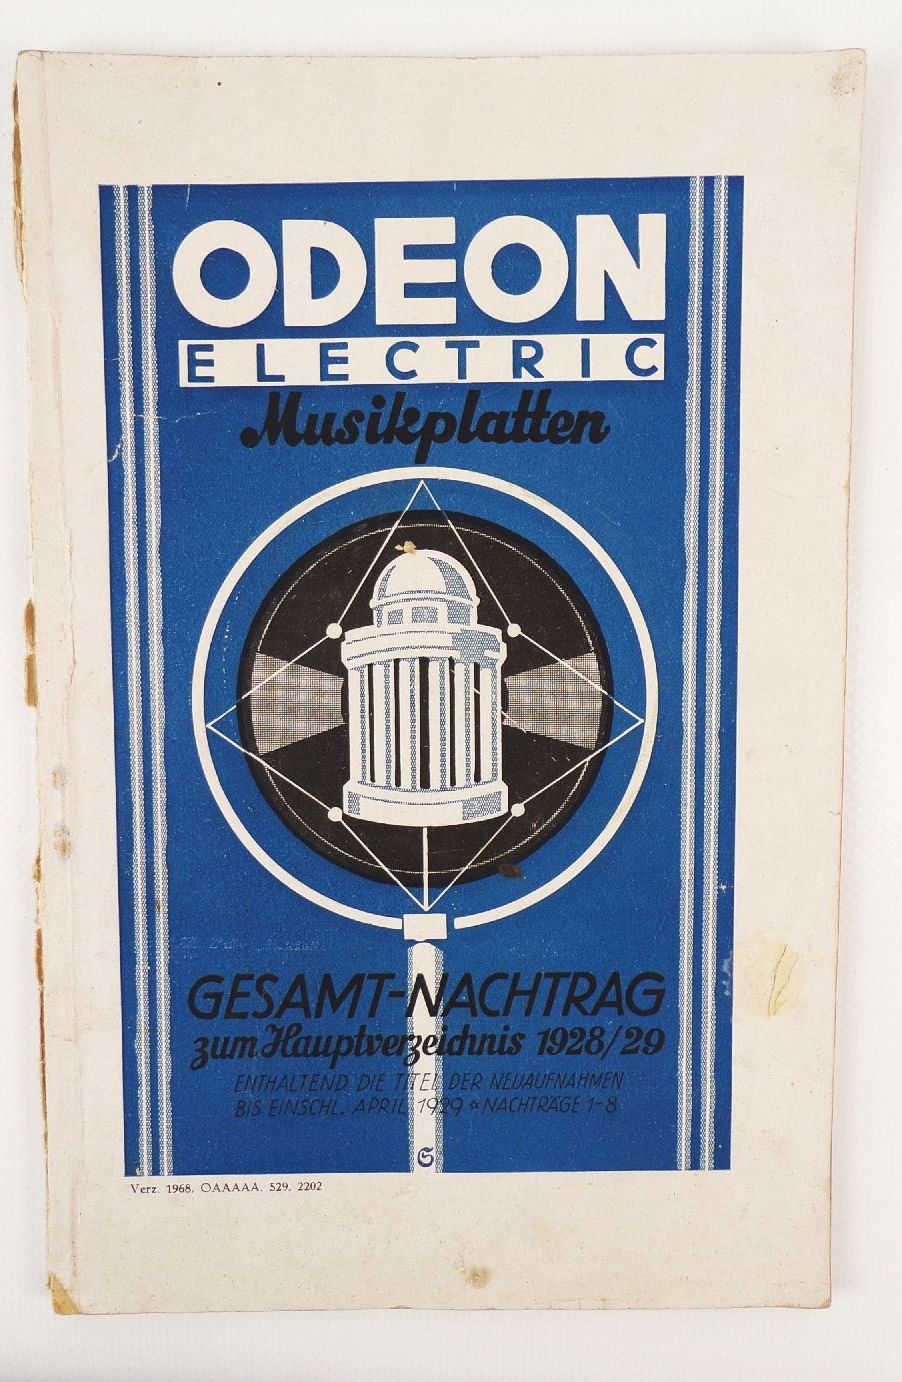 ODEON
ELECTRIC
Musikplatten
GESAMT-NACHTRAG
zum Hauptverzeichnis 1928/29
ENTHALTEND DIE TITEL DER NEUAUFNAHMEN
BIS EINSCHL. APRIL 1929 * NACHTRÄGE 1-8
S
Verz. 1968. OAAAAA. 529. 2202